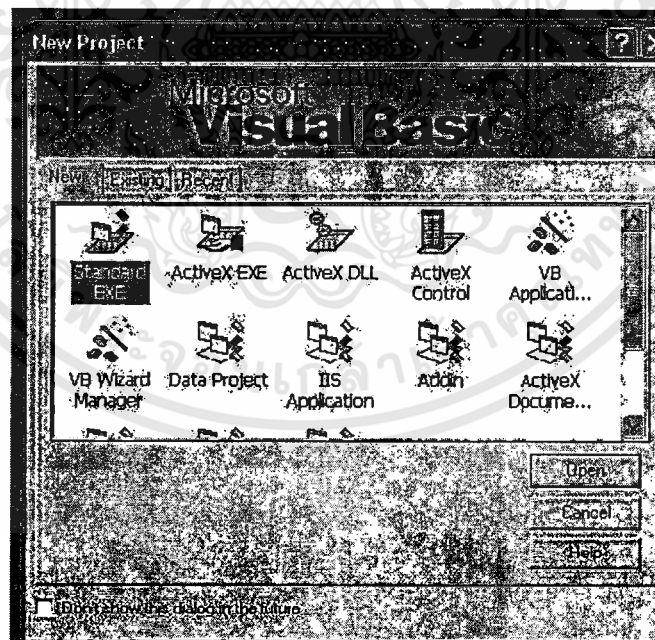 New Project
Microsoft
Visual Basic
New Existing Recent
Standard EXE
ActiveX EXE
ActiveX DLL
ActiveX Control
VB Applicati...
VB Wizard Manager
Data Project
IIS Application
Addin
ActiveX Docume...
Open
Cancel
Help
Don't show this dialog in the future